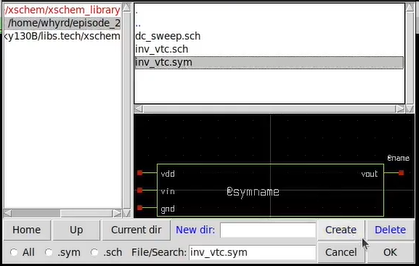 /xschem/xschem_library
/home/whyrd/episode_2
ky130B/libs.tech/xschem
.
..
dc_sweep.sch
inv_vtc.sch
inv_vtc.sym
@name
vdd
vout
vin
@symname
gnd
Home Up Current dir New dir: Create Delete
All .sym .sch File/Search: inv_vtc.sym Cancel OK